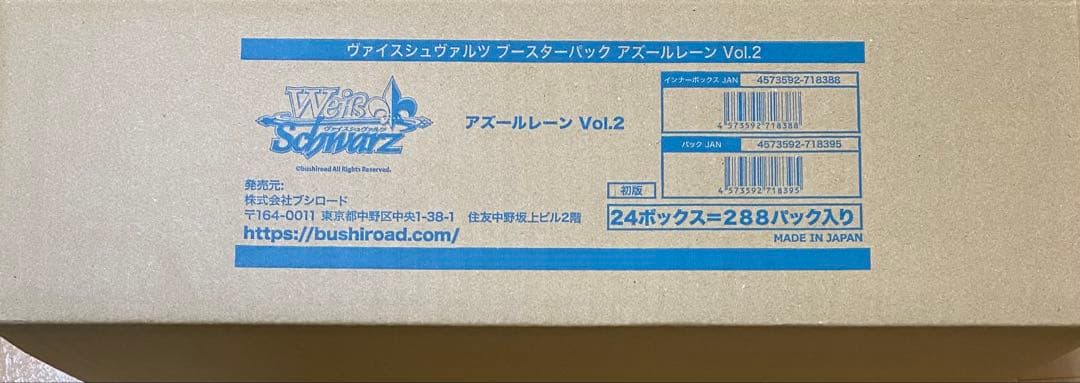 ヴァイスシュヴァルツ ブースターパック アズールレーン Vol.2
Weiß
ヴァイスシュヴァルツ
Schwarz
©bushiroad All Rights Reserved.
アズールレーン Vol.2
インナーボックス JAN 4573592-718388
4 573592 718388
パック JAN 4573592-718395
4 573592 718395
発売元:
株式会社ブシロード
〒164-0011 東京都中野区中央1-38-1 住友中野坂上ビル2階
https://bushiroad.com/
初版
24ボックス=288パック入り
MADE IN JAPAN